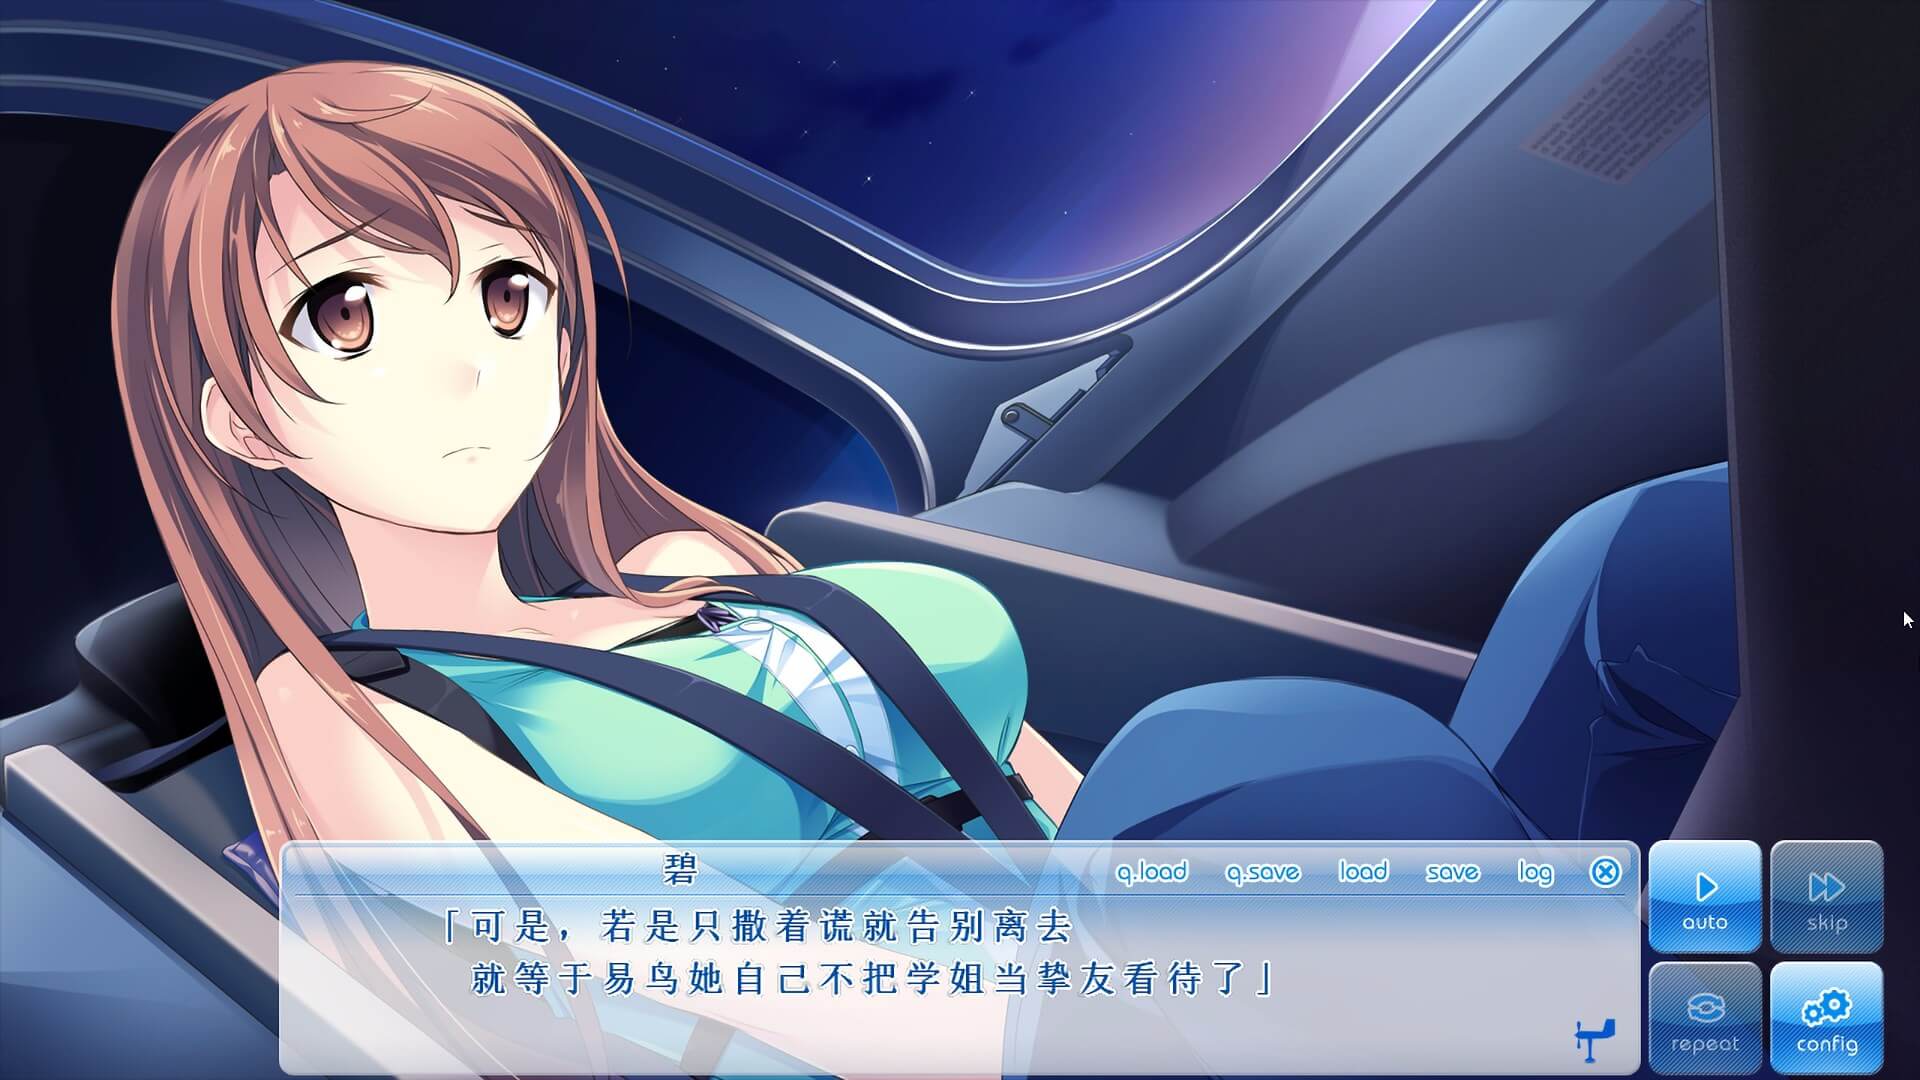 碧
q.load q.save load save log
「可是，若是只撒着谎就告别离去
就等于易鸟她自己不把学姐当挚友看待了」
auto
skip
repeat
config